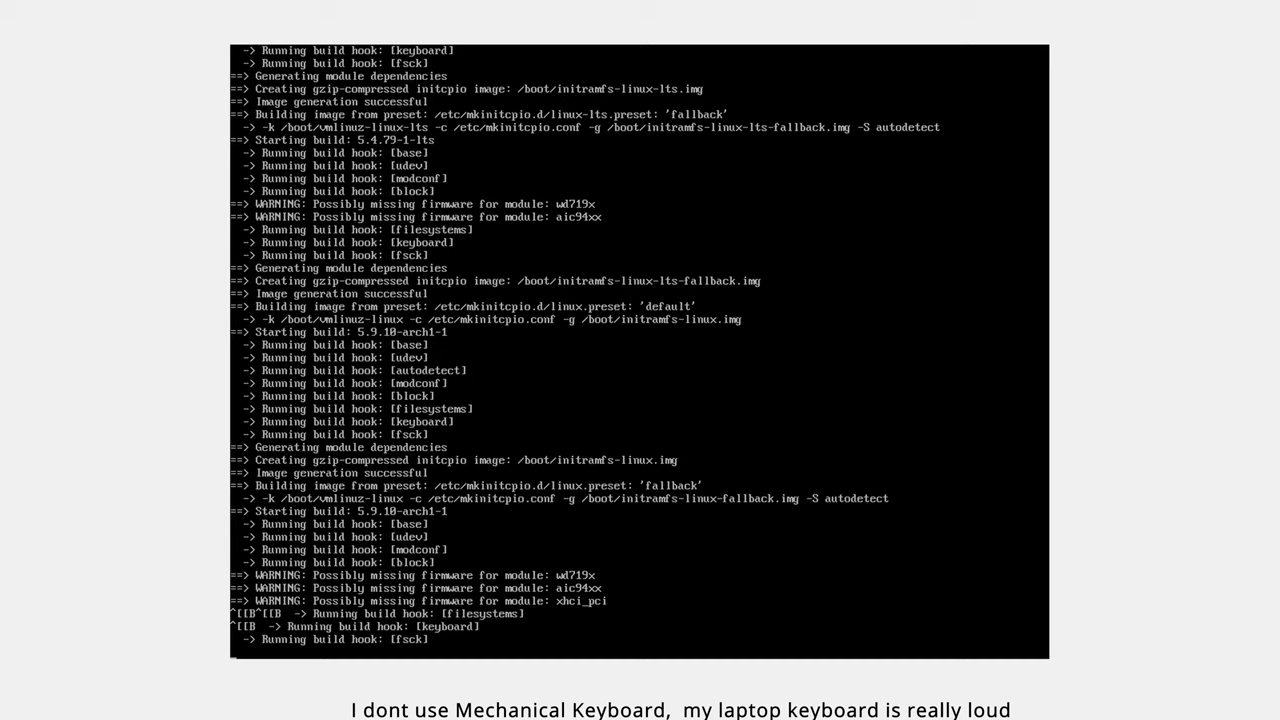 -> Running build hook: [keyboard]
-> Running build hook: [fsck]
==> Generating module dependencies
==> Creating gzip-compressed initcpio image: /boot/initramfs-linux-lts.img
==> Image generation successful
==> Building image from preset: /etc/mkinitcpio.d/linux-lts.preset: 'fallback'
-> -k /boot/vmlinuz-linux-lts -c /etc/mkinitcpio.conf -g /boot/initramfs-linux-lts-fallback.img -S autodetect
==> Starting build: 5.4.79-1-lts
-> Running build hook: [base]
-> Running build hook: [udev]
-> Running build hook: [modconf]
-> Running build hook: [block]
==> WARNING: Possibly missing firmware for module: wd719x
==> WARNING: Possibly missing firmware for module: aic94xx
-> Running build hook: [filesystems]
-> Running build hook: [keyboard]
-> Running build hook: [fsck]
==> Generating module dependencies
==> Creating gzip-compressed initcpio image: /boot/initramfs-linux-lts-fallback.img
==> Image generation successful
==> Building image from preset: /etc/mkinitcpio.d/linux.preset: 'default'
-> -k /boot/vmlinuz-linux -c /etc/mkinitcpio.conf -g /boot/initramfs-linux.img
==> Starting build: 5.9.10-arch1-1
-> Running build hook: [base]
-> Running build hook: [udev]
-> Running build hook: [autodetect]
-> Running build hook: [modconf]
-> Running build hook: [block]
-> Running build hook: [filesystems]
-> Running build hook: [keyboard]
-> Running build hook: [fsck]
==> Generating module dependencies
==> Creating gzip-compressed initcpio image: /boot/initramfs-linux.img
==> Image generation successful
==> Building image from preset: /etc/mkinitcpio.d/linux.preset: 'fallback'
-> -k /boot/vmlinuz-linux -c /etc/mkinitcpio.conf -g /boot/initramfs-linux-fallback.img -S autodetect
==> Starting build: 5.9.10-arch1-1
-> Running build hook: [base]
-> Running build hook: [udev]
-> Running build hook: [modconf]
-> Running build hook: [block]
==> WARNING: Possibly missing firmware for module: wd719x
==> WARNING: Possibly missing firmware for module: aic94xx
==> WARNING: Possibly missing firmware for module: xhci_pci
^[[B^[[B  -> Running build hook: [filesystems]
^[[B  -> Running build hook: [keyboard]
-> Running build hook: [fsck]
I dont use Mechanical Keyboard,  my laptop keyboard is really loud